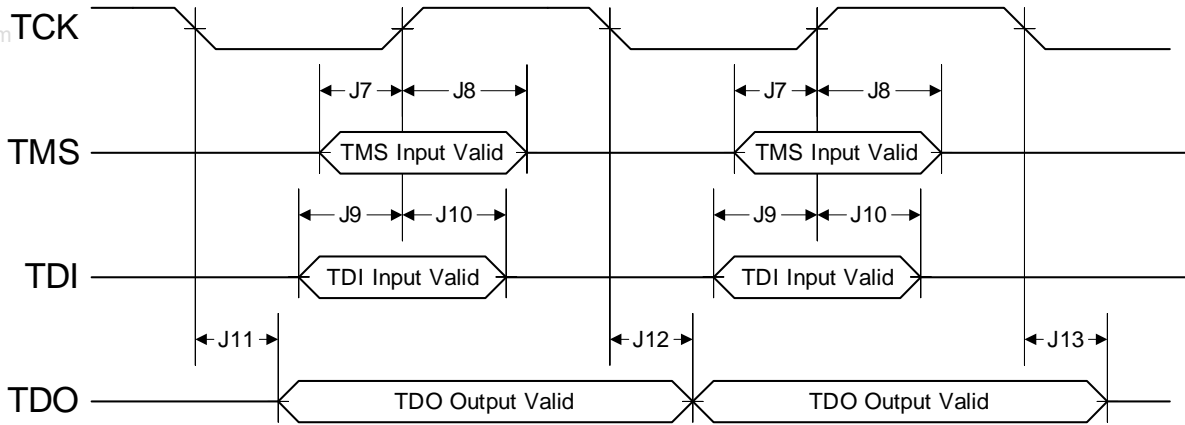 m
TCK
J7 J8 J7 J8
TMS TMS Input Valid TMS Input Valid
J9 J10 J9 J10
TDI TDI Input Valid TDI Input Valid
J11 J12 J13
TDO TDO Output Valid TDO Output Valid